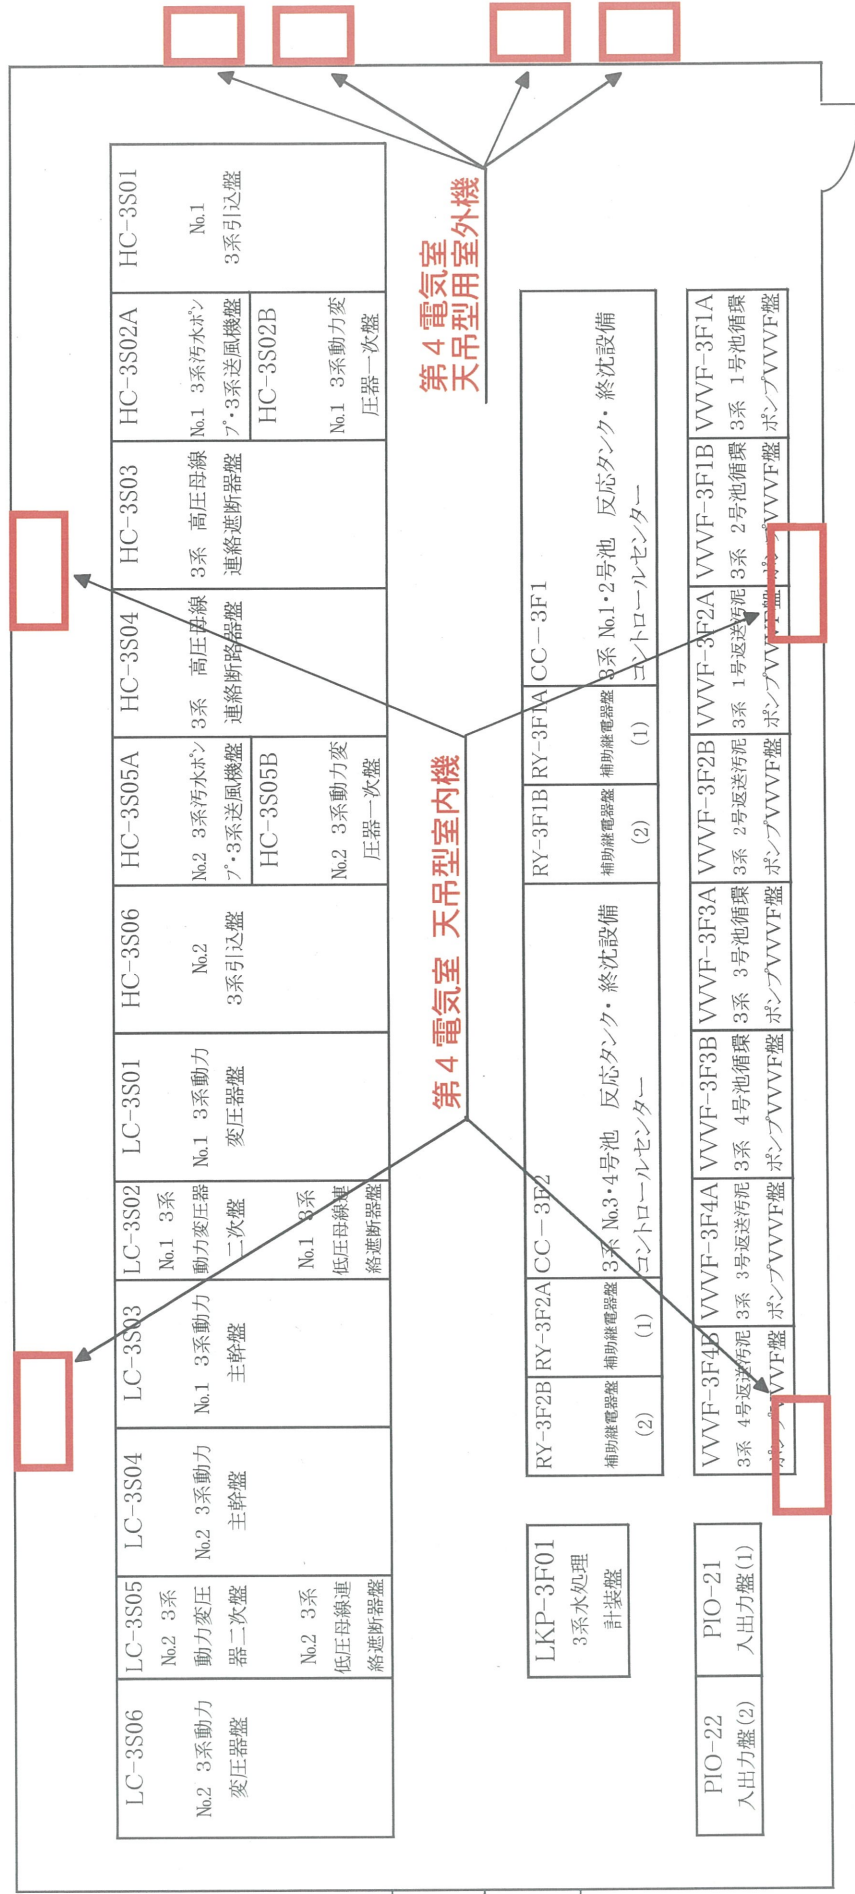 HC-3S01
No.1
3系引込盤
HC-3S02A
No.1 3系汚水ポン
プ・3系送風機盤
HC-3S02B
No.1 3系動力変
圧器一次盤
HC-3S03
3系 高圧母線
連絡遮断器盤
HC-3S04
3系 高圧母線
連絡断路器盤
HC-3S05A
No.2 3系汚水ポン
プ・3系送風機盤
HC-3S05B
No.2 3系動力変
圧器一次盤
HC-3S06
No.2
3系引込盤
LC-3S01
No.1 3系動力
変圧器盤
LC-3S02
No.1 3系
動力変圧器
二次盤
No.1 3系
低圧母線連
絡遮断器盤
LC-3S03
No.1 3系動力
主幹盤
LC-3S04
No.2 3系動力
主幹盤
LC-3S05
No.2 3系
動力変圧
器二次盤
No.2 3系
低圧母線連
絡遮断器盤
LC-3S06
No.2 3系動力
変圧器盤
第4電気室
天吊型用室外機
第4電気室 天吊型室内機
CC-3F1
3系 No.1・2号池 反応タンク・終沈設備
コントロールセンター
RY-3F1A
補助継電器盤
(1)
RY-3F1B
補助継電器盤
(2)
CC-3F2
3系 No.3・4号池 反応タンク・終沈設備
コントロールセンター
RY-3F2A
補助継電器盤
(1)
RY-3F2B
補助継電器盤
(2)
LKP-3F01
3系水処理
計装盤
VVVF-3F1A
3系 1号池循環
ポンプVVVF盤
VVVF-3F1B
3系 2号池循環
ポンプVVVF盤
VVVF-3F2A
3系 1号返送汚泥
ポンプVVVF盤
VVVF-3F2B
3系 2号返送汚泥
ポンプVVVF盤
VVVF-3F3A
3系 3号池循環
ポンプVVVF盤
VVVF-3F3B
3系 4号池循環
ポンプVVVF盤
VVVF-3F4A
3系 3号返送汚泥
ポンプVVVF盤
VVVF-3F4B
3系 4号返送汚泥
ポンプVVVF盤
PIO-21
入出力盤(1)
PIO-22
入出力盤(2)